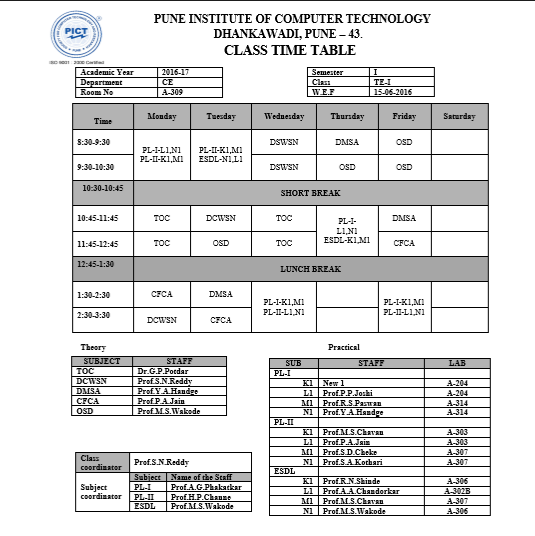 PICT
ISO 9001 : 2008 Certified
PUNE INSTITUTE OF COMPUTER TECHNOLOGY
DHANKAWADI, PUNE – 43.
CLASS TIME TABLE
Academic Year 2016-17 Semester I
Department CE Class TE-I
Room No A-309 W.E.F 15-06-2016
Time Monday Tuesday Wednesday Thursday Friday Saturday
8:30-9:30 PL-I-L1,N1 PL-II-K1,M1 DSWSN DMSA OSD
PL-II-K1,M1 ESDL-N1,L1
9:30-10:30 DSWSN OSD OSD
10:30-10:45 SHORT BREAK
10:45-11:45 TOC DCWSN TOC PL-I- DMSA
L1,N1
11:45-12:45 TOC OSD TOC ESDL-K1,M1 CFCA
12:45-1:30 LUNCH BREAK
1:30-2:30 CFCA DMSA PL-I-K1,M1 PL-I-K1,M1
PL-II-L1,N1 PL-II-L1,N1
2:30-3:30 DCWSN CFCA
Theory
SUBJECT STAFF
TOC Dr.G.P.Potdar
DCWSN Prof.S.N.Reddy
DMSA Prof.Y.A.Handge
CFCA Prof.P.A.Jain
OSD Prof.M.S.Wakode
Practical
SUB STAFF LAB
PL-I
K1 New 1 A-204
L1 Prof.P.P.Joshi A-204
M1 Prof.R.S.Paswan A-314
N1 Prof.Y.A.Handge A-314
PL-II
K1 Prof.M.S.Chavan A-303
L1 Prof.P.A.Jain A-303
M1 Prof.S.D.Cheke A-307
N1 Prof.S.A.Kothari A-307
ESDL
K1 Prof.R.N.Shinde A-306
L1 Prof.A.A.Chandorkar A-302B
M1 Prof.M.S.Chavan A-307
N1 Prof.M.S.Wakode A-306
Class
coordinator Prof.S.N.Reddy
Subject
coordinator
Subject Name of the Staff
PL-I Prof.A.G.Phakatkar
PL-II Prof.H.P.Channe
ESDL Prof.M.S.Wakode